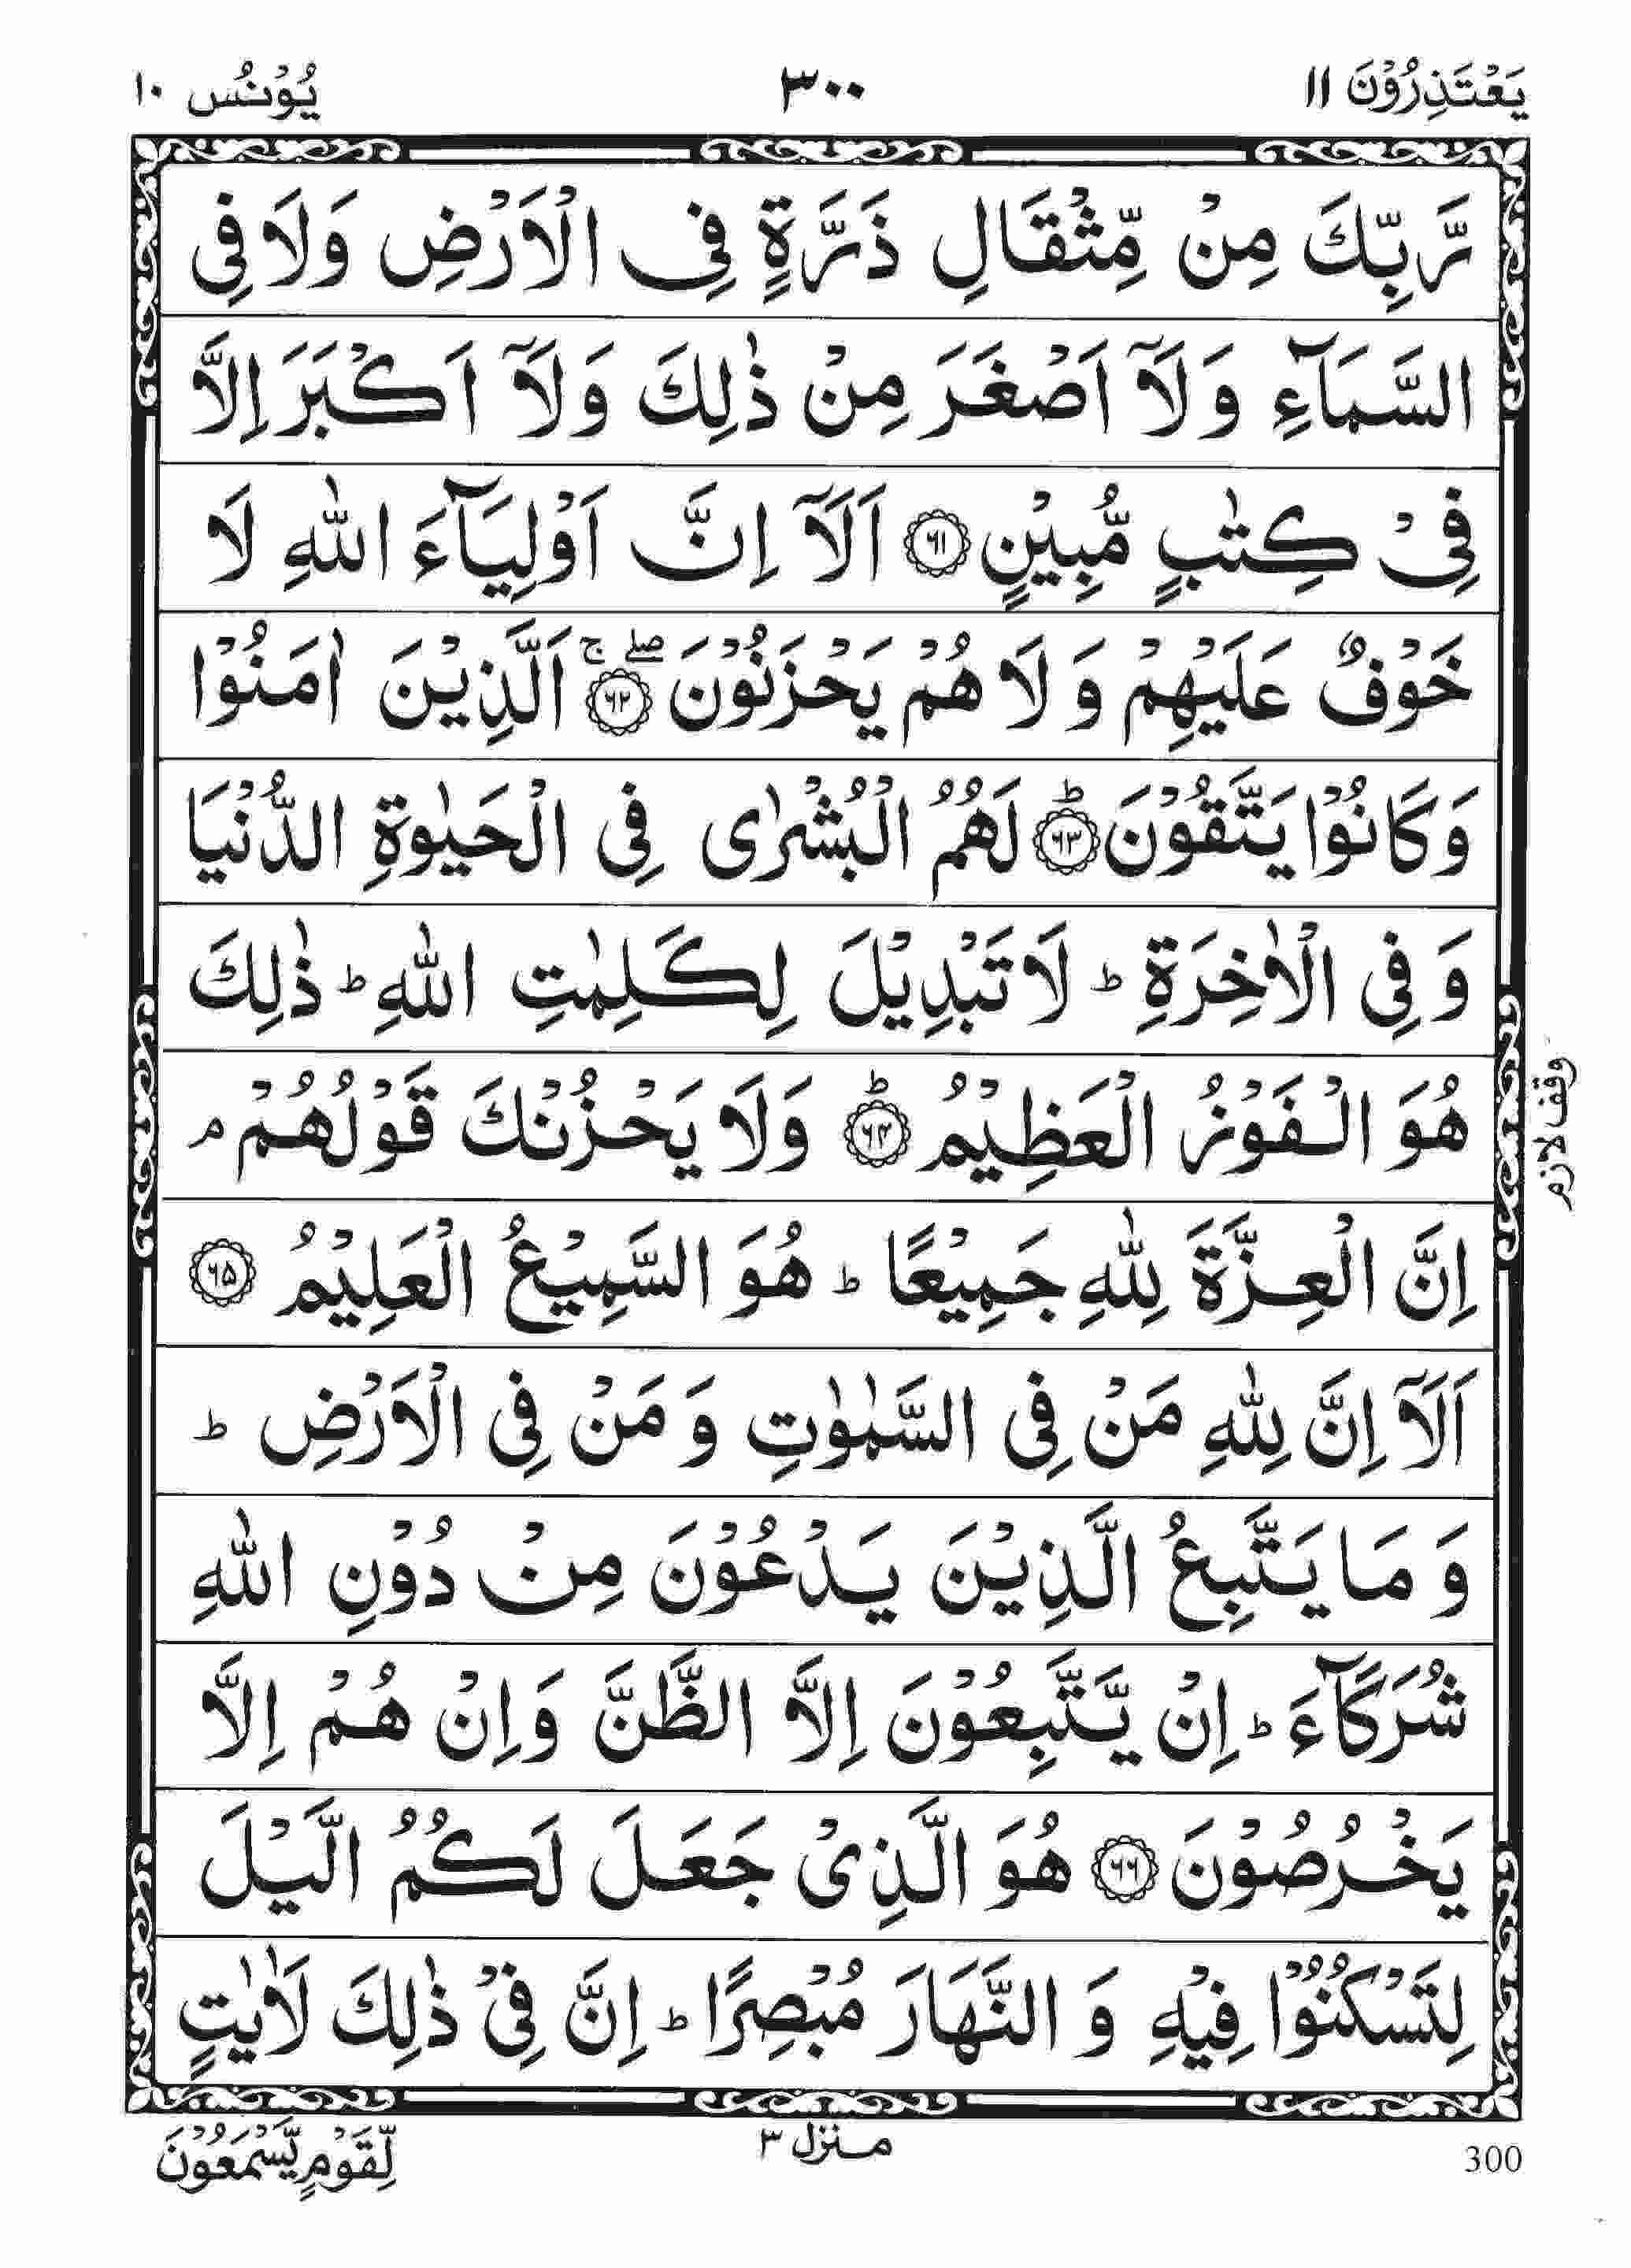 يَعْتَذِرُوْنَ ١١ ٣٠٠ يُوْنُس ١٠
رَّبِّكَ مِنْ مِّثْقَالِ ذَرَّةٍ فِى الْاَرْضِ وَلَا فِى
السَّمَآءِ وَلَآ اَصْغَرَ مِنْ ذٰلِكَ وَلَآ اَكْبَرَ اِلَّا
فِىْ كِتٰبٍ مُّبِيْنٍ ۝٦١ اَلَآ اِنَّ اَوْلِيَآءَ اللّٰهِ لَا
خَوْفٌ عَلَيْهِمْ وَلَا هُمْ يَحْزَنُوْنَ ۝٦٢ ۖ ۚ اَلَّذِيْنَ اٰمَنُوْا
وَكَانُوْا يَتَّقُوْنَ ۝٦٣ ؕ لَهُمُ الْبُشْرٰى فِى الْحَيٰوةِ الدُّنْيَا
وَفِى الْاٰخِرَةِ ؕ لَا تَبْدِيْلَ لِكَلِمٰتِ اللّٰهِ ؕ ذٰلِكَ
هُوَ الْفَوْزُ الْعَظِيْمُ ۝٦٤ ؕ وَلَا يَحْزُنْكَ قَوْلُهُمْ ۘ
وقف لازم
اِنَّ الْعِزَّةَ لِلّٰهِ جَمِيْعًا ؕ هُوَ السَّمِيْعُ الْعَلِيْمُ ۝٦٥
اَلَآ اِنَّ لِلّٰهِ مَنْ فِى السَّمٰوٰتِ وَمَنْ فِى الْاَرْضِ ؕ
وَمَا يَتَّبِعُ الَّذِيْنَ يَدْعُوْنَ مِنْ دُوْنِ اللّٰهِ
شُرَكَآءَ ؕ اِنْ يَّتَّبِعُوْنَ اِلَّا الظَّنَّ وَاِنْ هُمْ اِلَّا
يَخْرُصُوْنَ ۝٦٦ هُوَ الَّذِىْ جَعَلَ لَكُمُ الَّيْلَ
لِتَسْكُنُوْا فِيْهِ وَالنَّهَارَ مُبْصِرًا ؕ اِنَّ فِىْ ذٰلِكَ لَاٰيٰتٍ
لِّقَوْمٍ يَّسْمَعُوْنَ
منزل ٣
300